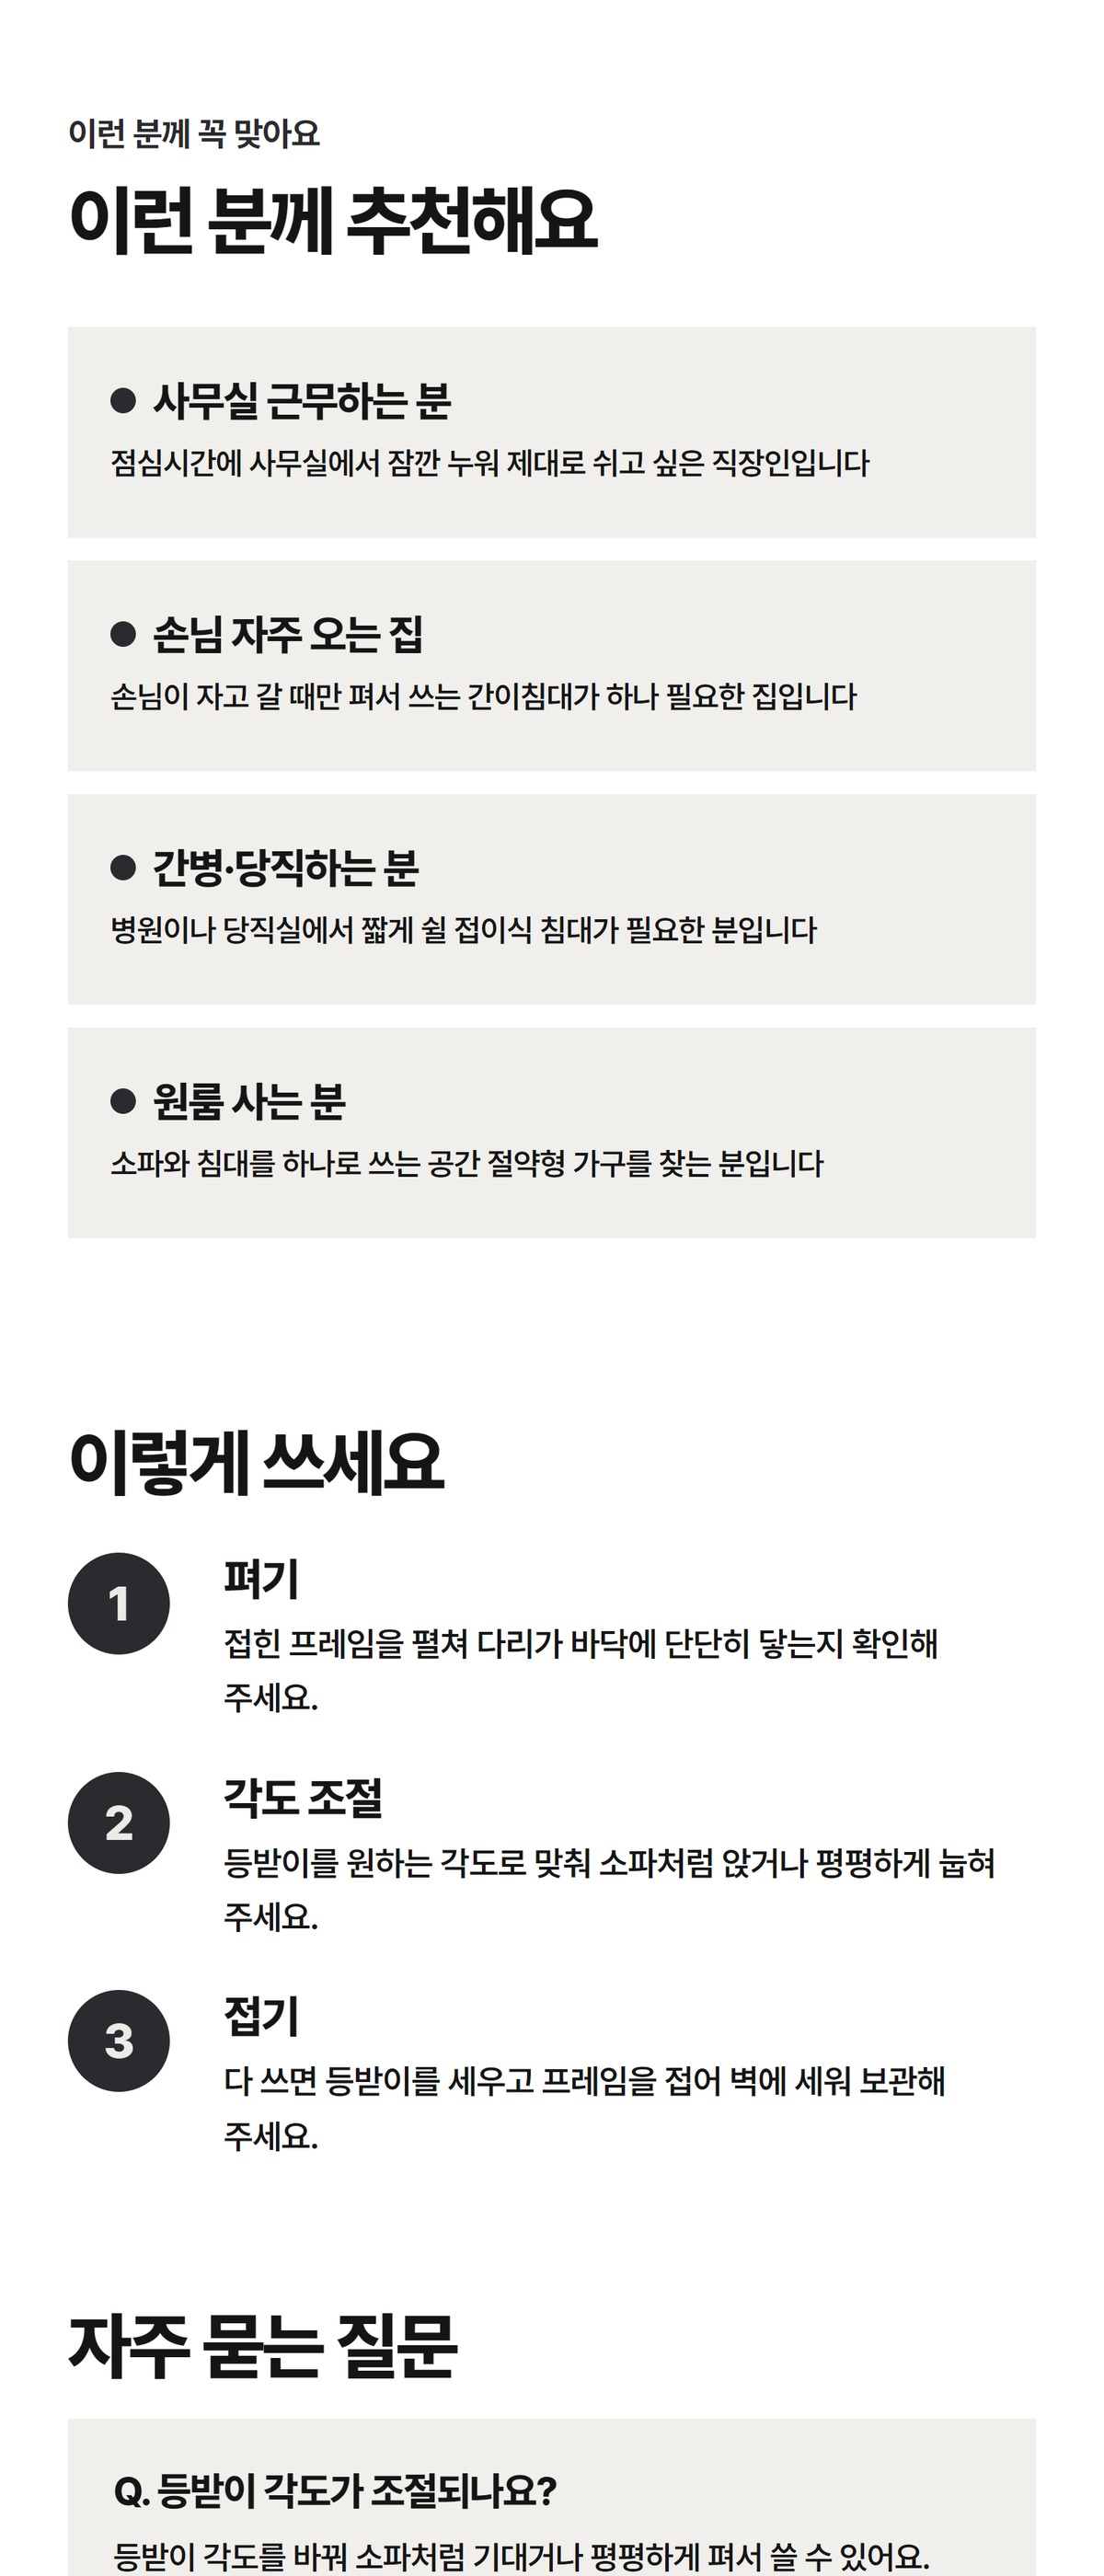 이런 분께 꼭 맞아요
이런 분께 추천해요
사무실 근무하는 분
점심시간에 사무실에서 잠깐 누워 제대로 쉬고 싶은 직장인입니다
손님 자주 오는 집
손님이 자고 갈 때만 펴서 쓰는 간이침대가 하나 필요한 집입니다
간병·당직하는 분
병원이나 당직실에서 짧게 쉴 접이식 침대가 필요한 분입니다
원룸 사는 분
소파와 침대를 하나로 쓰는 공간 절약형 가구를 찾는 분입니다
이렇게 쓰세요
1
펴기
접힌 프레임을 펼쳐 다리가 바닥에 단단히 닿는지 확인해
주세요.
2
각도 조절
등받이를 원하는 각도로 맞춰 소파처럼 앉거나 평평하게 눕혀
주세요.
3
접기
다 쓰면 등받이를 세우고 프레임을 접어 벽에 세워 보관해
주세요.
자주 묻는 질문
Q. 등받이 각도가 조절되나요?
등받이 각도를 바꿔 소파처럼 기대거나 평평하게 펴서 쓸 수 있어요.